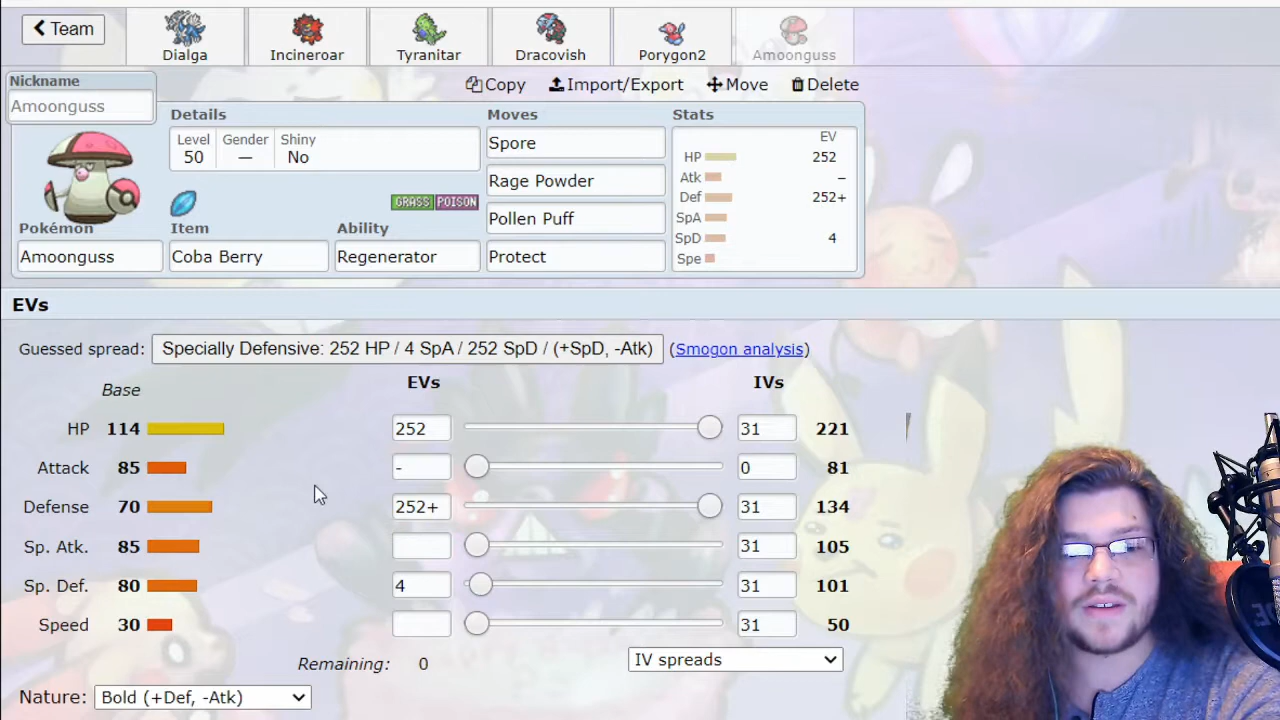 Team
Dialga
Incineroar
Tyranitar
Dracovish
Porygon2
Amoonguss
Nickname
Amoonguss
Copy
Import/Export
Move
Delete
Details
Level
Gender
Shiny
50
—
No
GRASS POISON
Pokémon
Amoonguss
Item
Coba Berry
Ability
Regenerator
Moves
Spore
Rage Powder
Pollen Puff
Protect
Stats
EV
HP 252
Atk –
Def 252+
SpA
SpD 4
Spe
EVs
Guessed spread: Specially Defensive: 252 HP / 4 SpA / 252 SpD / (+SpD, -Atk) (Smogon analysis)
Base EVs IVs
HP 114 252 31 221
Attack 85 - 0 81
Defense 70 252+ 31 134
Sp. Atk. 85 31 105
Sp. Def. 80 4 31 101
Speed 30 31 50
Remaining: 0
IV spreads
Nature: Bold (+Def, -Atk)